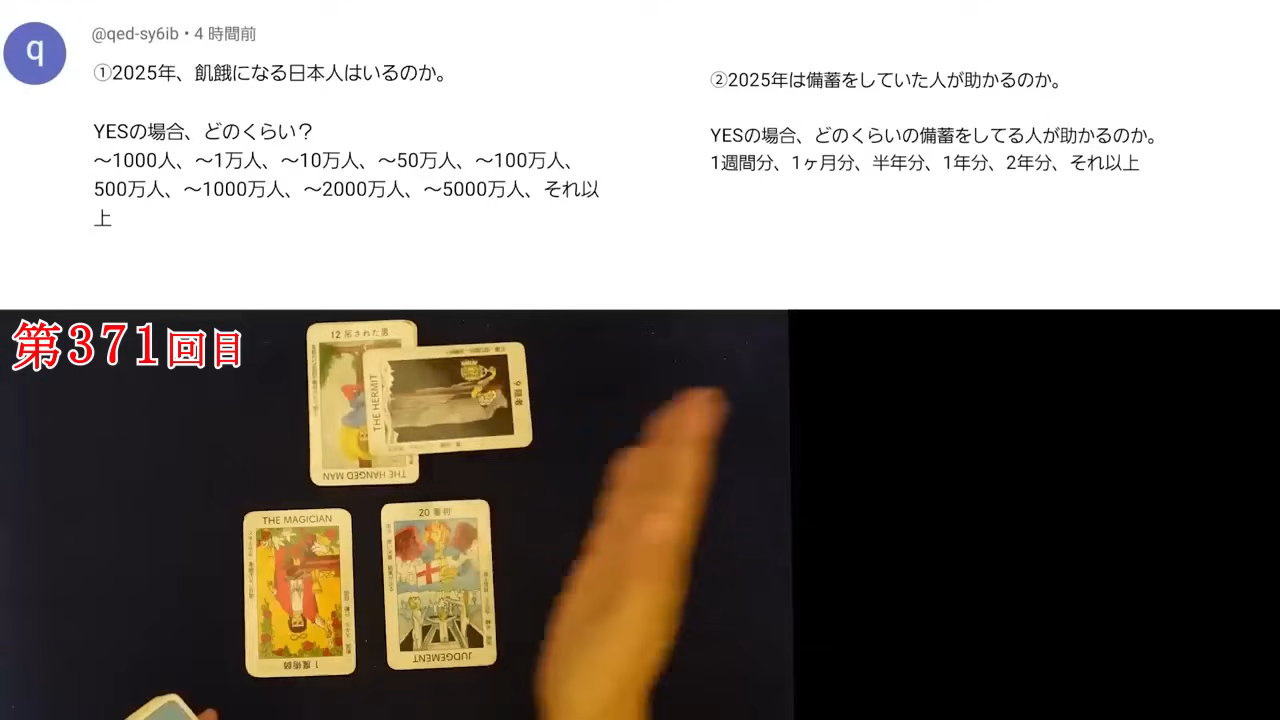 q
@qed-sy6ib・4 時間前
①2025年、飢餓になる日本人はいるのか。
YESの場合、どのくらい？
～1000人、～1万人、～10万人、～50万人、～100万人、
500万人、～1000万人、～2000万人、～5000万人、それ以
上
②2025年は備蓄をしていた人が助かるのか。
YESの場合、どのくらいの備蓄をしてる人が助かるのか。
1週間分、1ヶ月分、半年分、1年分、2年分、それ以上
第371回目
12 吊された男
THE HANGED MAN
THE HERMIT
9 隠者
THE MAGICIAN
1 魔術師
20
JUDGEMENT